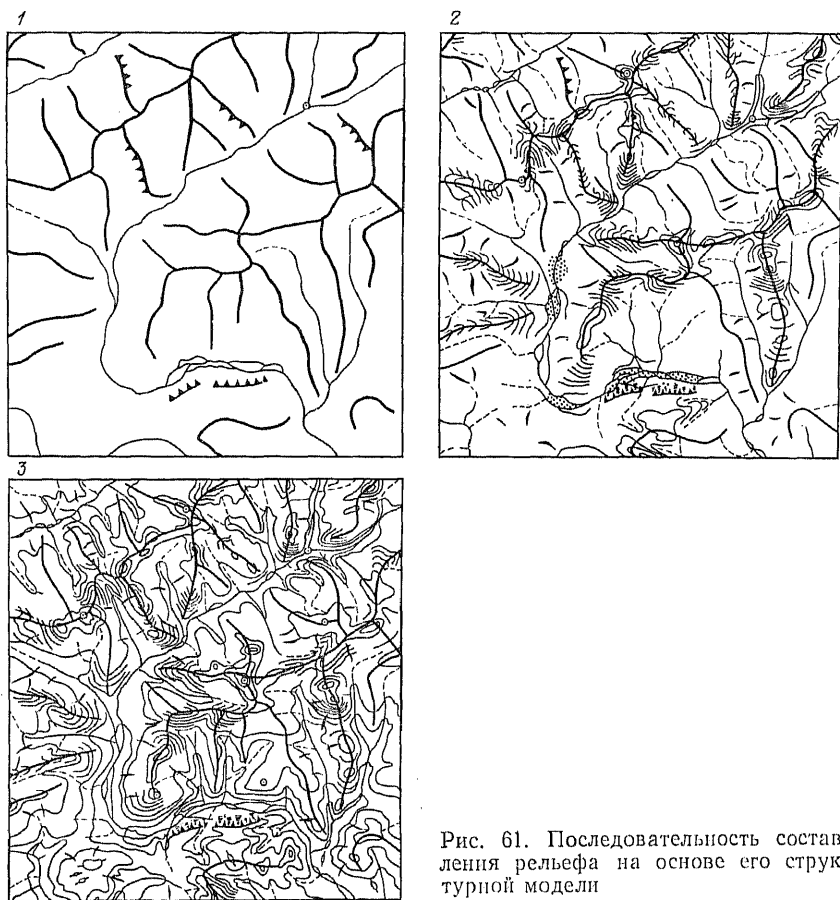 1
2
3
Рис. 61. Последовательность состав-
ления рельефа на основе его струк-
турной модели